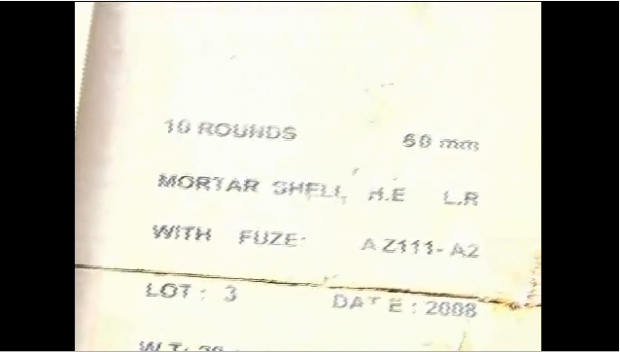 10 ROUNDS 60 mm
MORTAR SHELL, H.E L.R
WITH FUZE: AZ111-A2
LOT: 3 DATE: 2008
W.T: